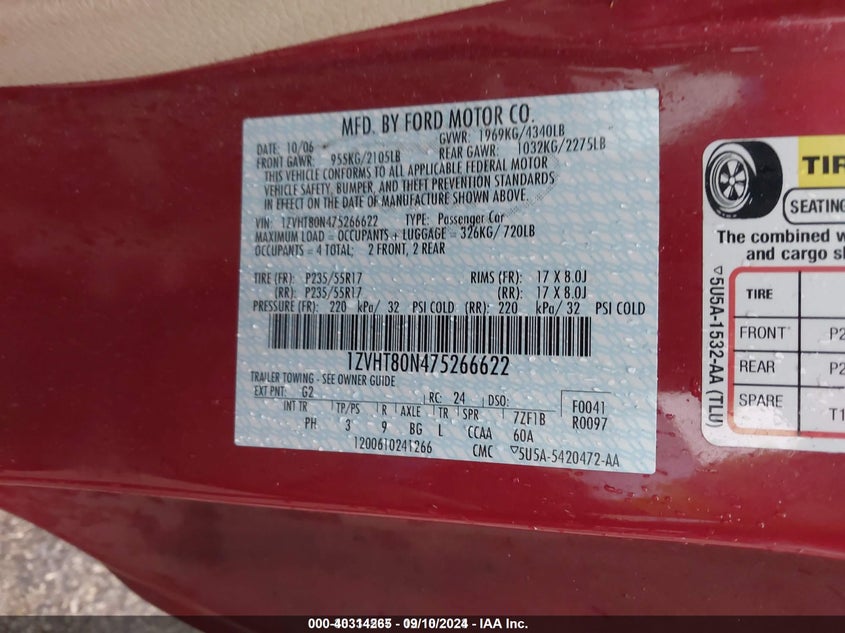 MFD. BY FORD MOTOR CO.
DATE: 10/06 GVWR: 1969KG/4340LB
FRONT GAWR: 955KG/2105LB REAR GAWR: 1032KG/2275LB
THIS VEHICLE CONFORMS TO ALL APPLICABLE FEDERAL MOTOR
VEHICLE SAFETY, BUMPER, AND THEFT PREVENTION STANDARDS
IN EFFECT ON THE DATE OF MANUFACTURE SHOWN ABOVE.
VIN: 1ZVHT80N475266622 TYPE: Passenger Car
MAXIMUM LOAD = OCCUPANTS + LUGGAGE = 326KG/720LB
OCCUPANTS = 4 TOTAL; 2 FRONT, 2 REAR
TIRE (FR): P235/55R17 RIMS (FR): 17 X 8.0J
(RR): P235/55R17 (RR): 17 X 8.0J
PRESSURE (FR): 220 kPa/ 32 PSI COLD (RR): 220 kPa/ 32 PSI COLD
1ZVHT80N475266622
TRAILER TOWING - SEE OWNER GUIDE
EXT PNT: G2 RC: 24 DSO: F0041
INT TR TP/PS R AXLE TR SPR 7ZF1B R0097
PH 3 9 BG L CCAA 60A
1200610241266 CMC ▽5U5A-5420472-AA
TIR
SEATING
The combined w
and cargo sh
TIRE
FRONT P2
REAR P2
SPARE T1
▽5U5A-1532-AA (TLU)
- IAA Inc.